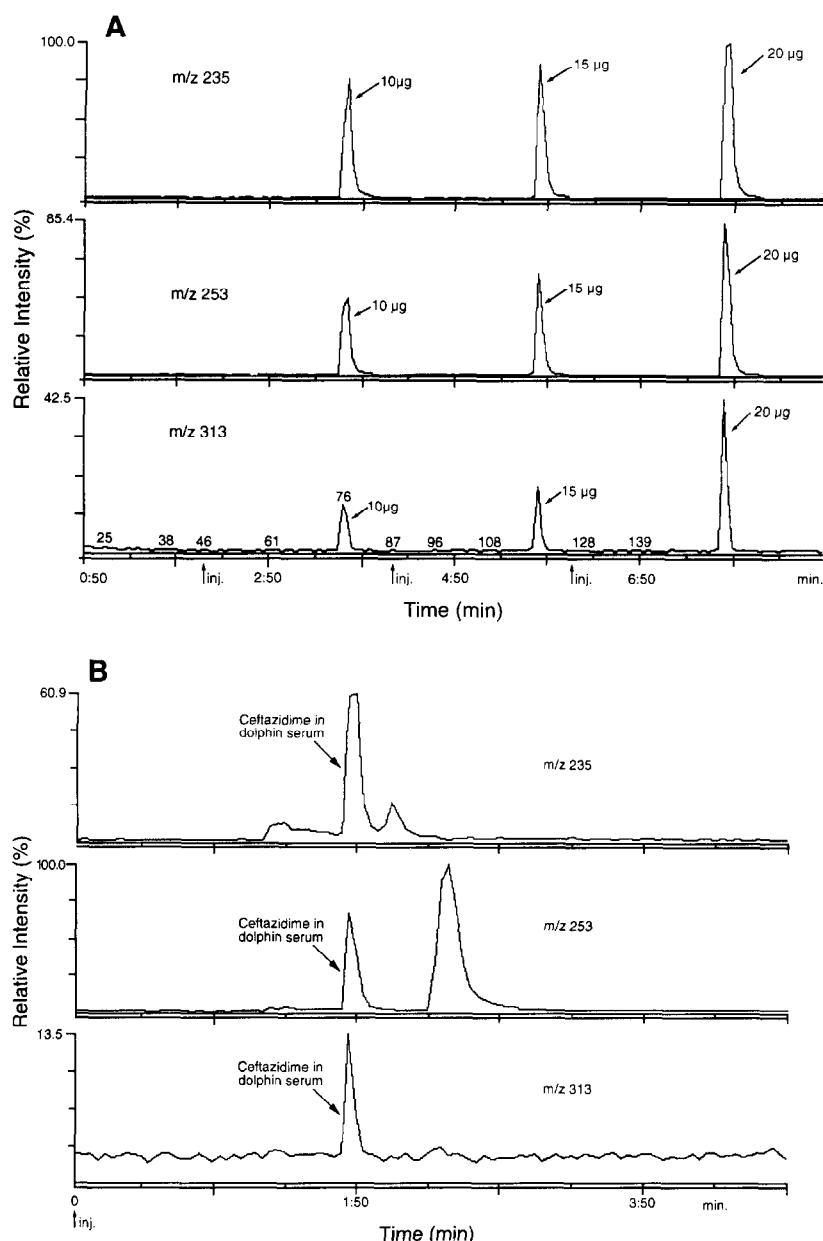 A
100.0
m/z 235
10µg
15 µg
20 µg
85.4
m/z 253
10 µg
15 µg
20 µg
42.5
m/z 313
76
10µg
15 µg
20 µg
25 38 46 61 87 96 108 128 139
0:50 inj. 2:50 inj. 4:50 inj. 6:50 min.
Time (min)
Relative Intensity (%)
B
60.9
Ceftazidime in
dolphin serum
m/z 235
100.0
Ceftazidime in
dolphin serum
m/z 253
13.5
Ceftazidime in
dolphin serum
m/z 313
0 1:50 3:50 min.
inj.
Time (min)
Relative Intensity (%)